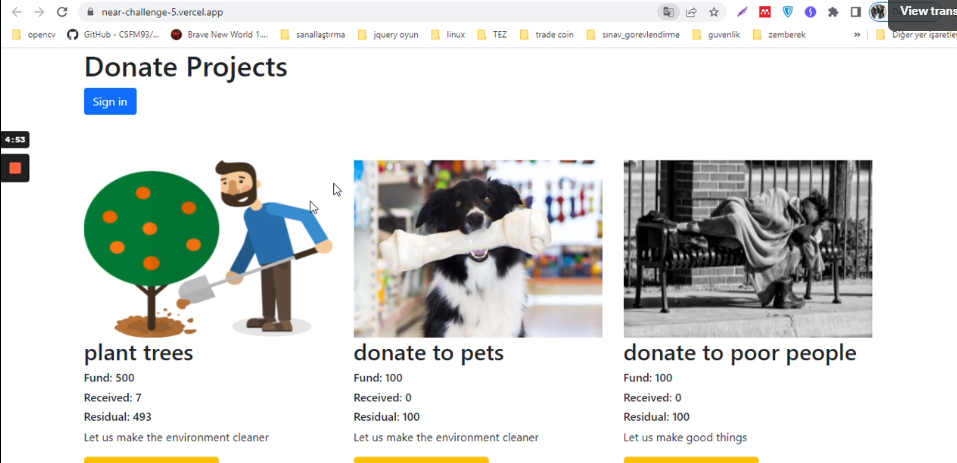 near-challenge-5.vercel.app
View trans
opencv
GitHub - CSFM93/...
Brave New World 1....
sanallaştırma
jquery oyun
linux
TEZ
trade coin
sınav_gorevlendirme
guvenlik
zemberek
»
Diğer yer işaretle
Donate Projects
Sign in
4:53
plant trees
Fund: 500
Received: 7
Residual: 493
Let us make the environment cleaner
donate to pets
Fund: 100
Received: 0
Residual: 100
Let us make the environment cleaner
donate to poor people
Fund: 100
Received: 0
Residual: 100
Let us make good things